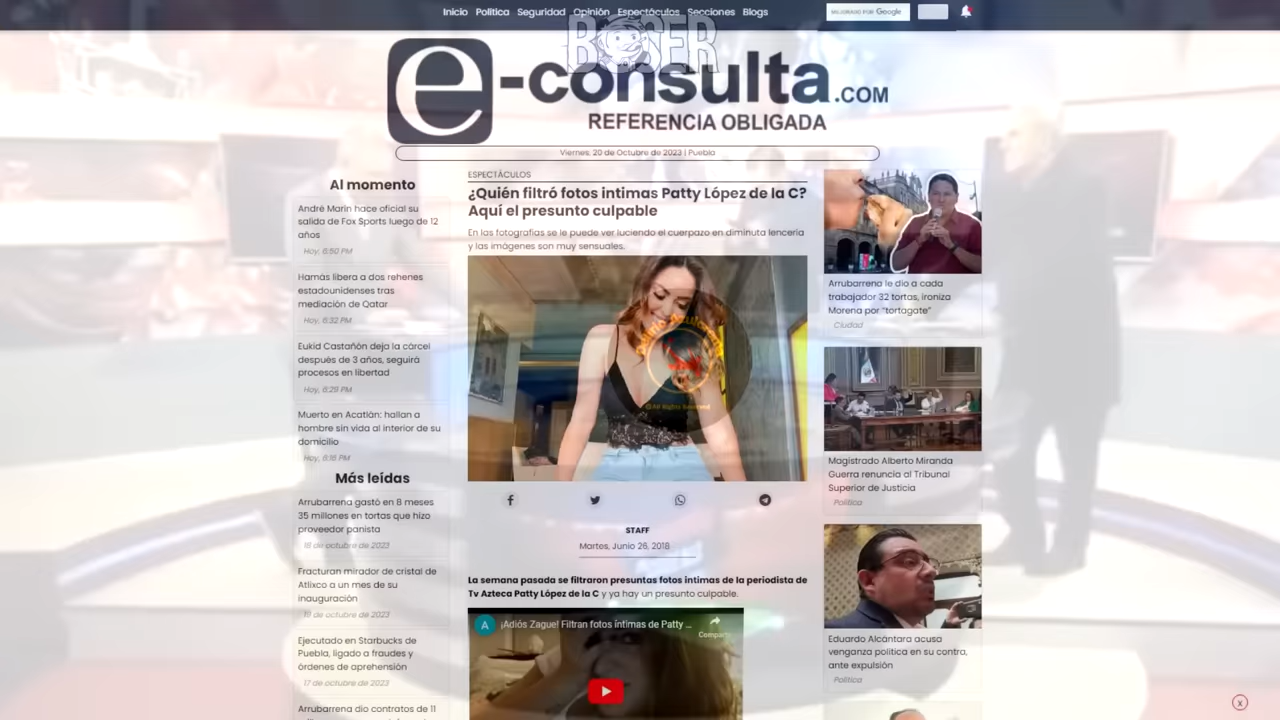 Inicio Política Seguridad Opinión Espectáculos Secciones Blogs
MEJORADO POR Google
BOSER
e-consulta.COM
REFERENCIA OBLIGADA
Viernes, 20 de Octubre de 2023 | Puebla
Al momento
André Marín hace oficial su
salida de Fox Sports luego de 12
años
Hoy, 6:50 PM
Hamás libera a dos rehenes
estadounidenses tras
mediación de Qatar
Hoy, 6:32 PM
Eukid Castañón deja la cárcel
después de 3 años, seguirá
procesos en libertad
Hoy, 6:29 PM
Muerto en Acatlán: hallan a
hombre sin vida al interior de su
domicilio
Hoy, 6:16 PM
Más leídas
Arrubarrena gastó en 8 meses
35 millones en tortas que hizo
proveedor panista
18 de octubre de 2023
Fracturan mirador de cristal de
Atlixco a un mes de su
inauguración
19 de octubre de 2023
Ejecutado en Starbucks de
Puebla, ligado a fraudes y
órdenes de aprehensión
17 de octubre de 2023
Arrubarrena dio contratos de 11
ESPECTÁCULOS
¿Quién filtró fotos intimas Patty López de la C?
Aquí el presunto culpable
En las fotografías se le puede ver luciendo el cuerpazo en diminuta lencería
y las imágenes son muy sensuales.
© All Rights Reserved
STAFF
Martes, Junio 26, 2018
La semana pasada se filtraron presuntas fotos íntimas de la periodista de
Tv Azteca Patty López de la C y ya hay un presunto culpable.
A ¡Adiós Zague! Filtran fotos íntimas de Patty ...
Compartir
Arrubarrena le dio a cada
trabajador 32 tortas, ironiza
Morena por "tortagate"
Ciudad
Magistrado Alberto Miranda
Guerra renuncia al Tribunal
Superior de Justicia
Política
Eduardo Alcántara acusa
venganza política en su contra,
ante expulsión
Política
x